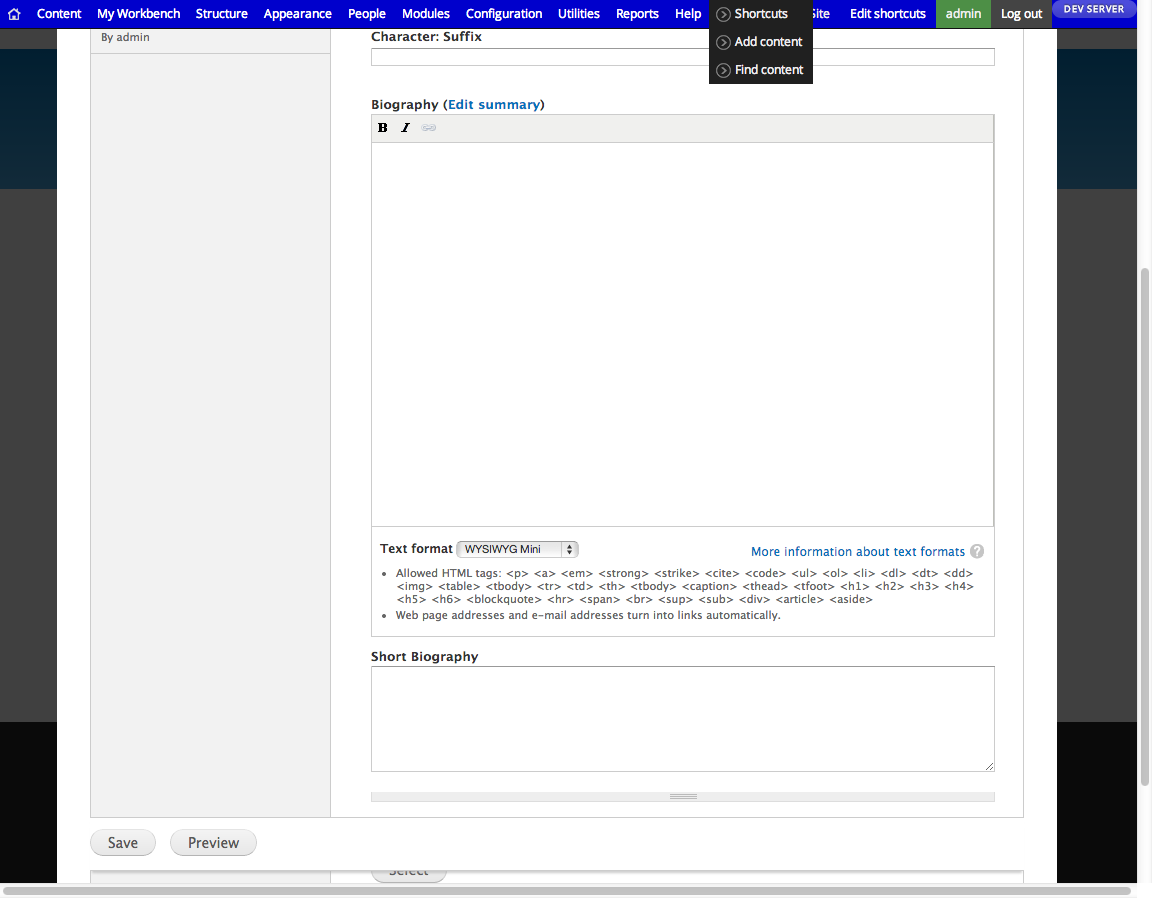 Content My Workbench Structure Appearance People Modules Configuration Utilities Reports Help Shortcuts Site Edit shortcuts admin Log out DEV SERVER
Add content
Find content
By admin
Character: Suffix
Biography (Edit summary)
B I
Text format WYSIWYG Mini More information about text formats ?
• Allowed HTML tags: <p> <a> <em> <strong> <strike> <cite> <code> <ul> <ol> <li> <dl> <dt> <dd>
<img> <table> <tbody> <tr> <td> <th> <tbody> <caption> <thead> <tfoot> <h1> <h2> <h3> <h4>
<h5> <h6> <blockquote> <hr> <span> <br> <sup> <sub> <div> <article> <aside>
• Web page addresses and e-mail addresses turn into links automatically.
Short Biography
Save Preview
Select